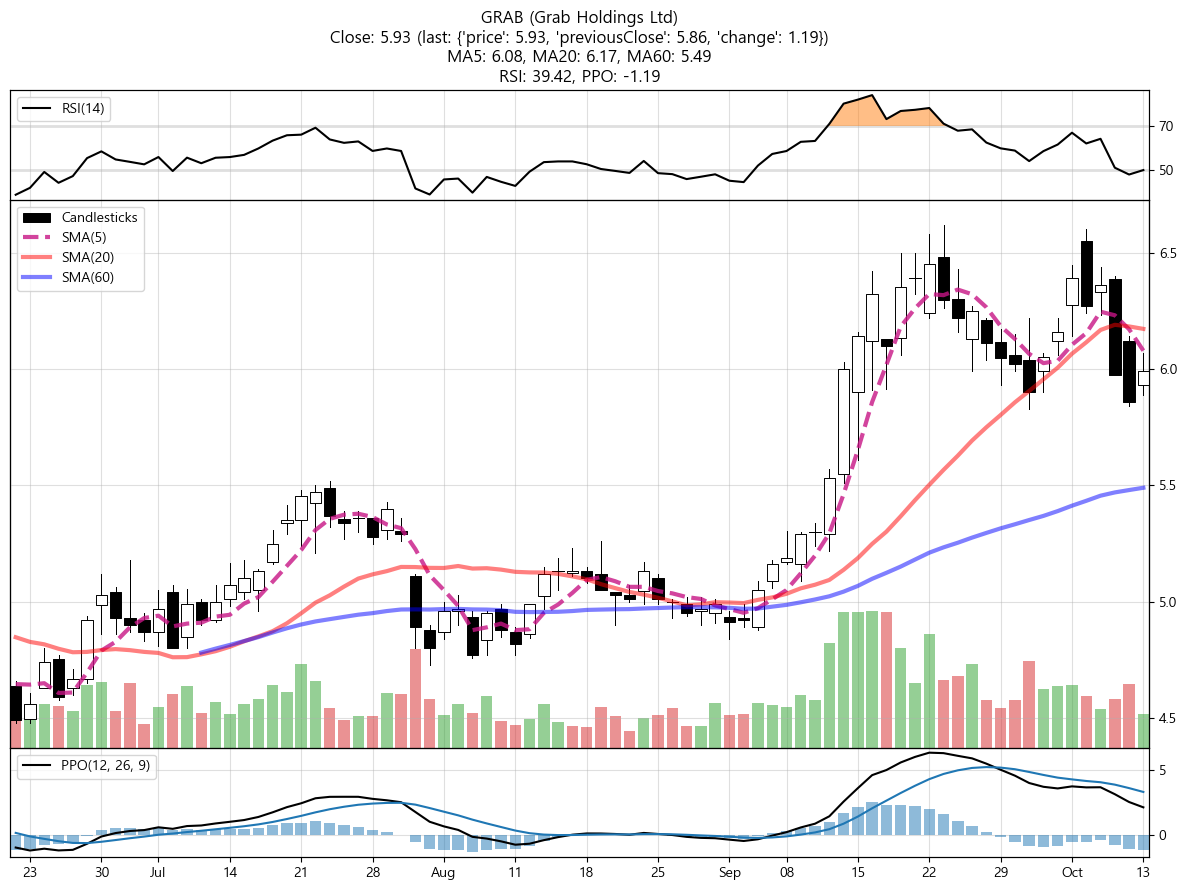 GRAB (Grab Holdings Ltd)
Close: 5.93 (last: {'price': 5.93, 'previousClose': 5.86, 'change': 1.19})
MA5: 6.08, MA20: 6.17, MA60: 5.49
RSI: 39.42, PPO: -1.19
RSI(14)
70
50
Candlesticks
SMA(5)
SMA(20)
SMA(60)
6.5
6.0
5.5
5.0
4.5
PPO(12, 26, 9)
5
0
23 30 Jul 14 21 28 Aug 11 18 25 Sep 08 15 22 29 Oct 13